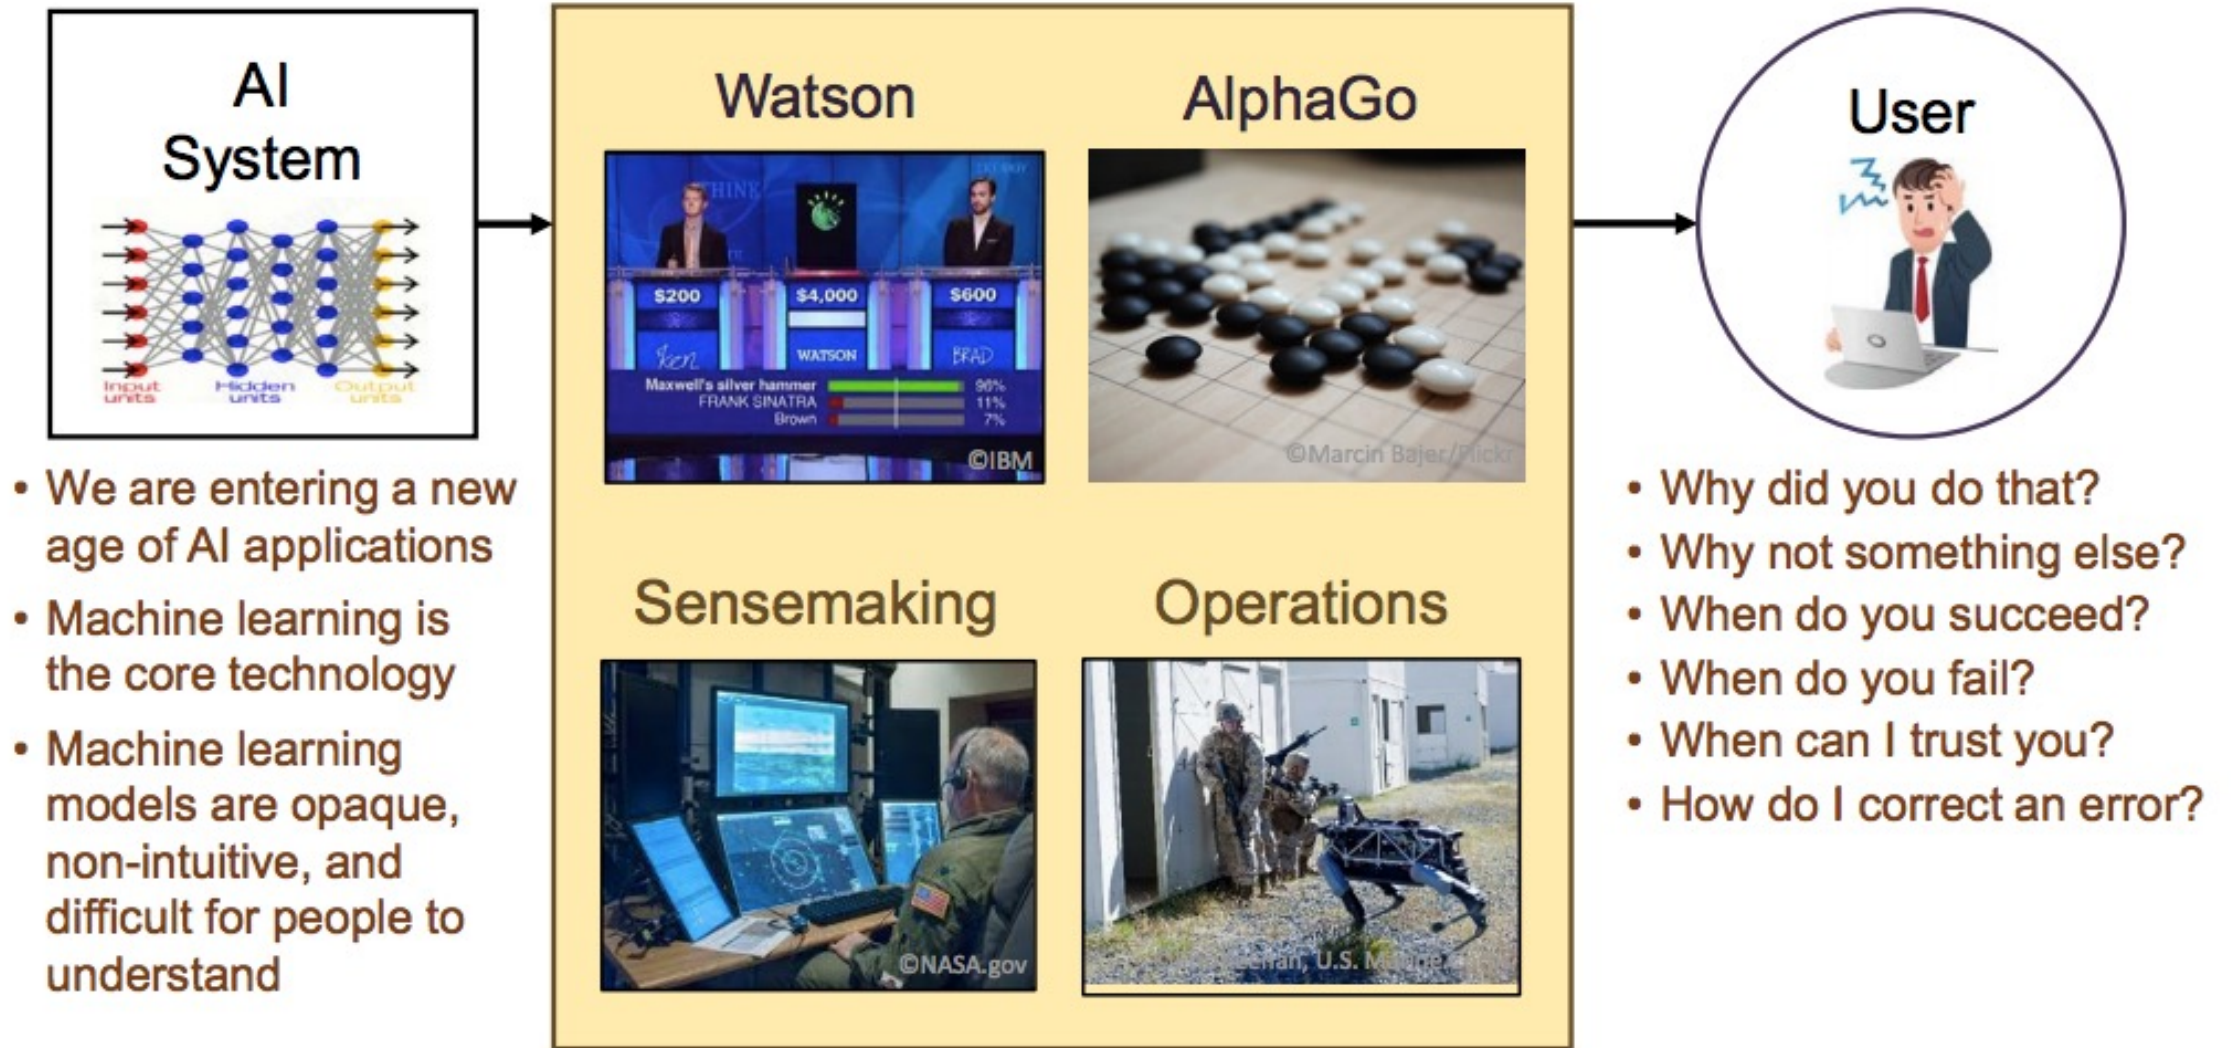 AI
System
Input
units
Hidden
units
Output
units
• We are entering a new
age of AI applications
• Machine learning is
the core technology
• Machine learning
models are opaque,
non-intuitive, and
difficult for people to
understand
Watson
THINK
$200
$4,000
$600
Ken
WATSON
BRAD
Maxwell's silver hammer 96%
FRANK SINATRA 11%
Brown 7%
©IBM
AlphaGo
©Marcin Bajer/Flickr
Sensemaking
©NASA.gov
Operations
U.S.
User
• Why did you do that?
• Why not something else?
• When do you succeed?
• When do you fail?
• When can I trust you?
• How do I correct an error?